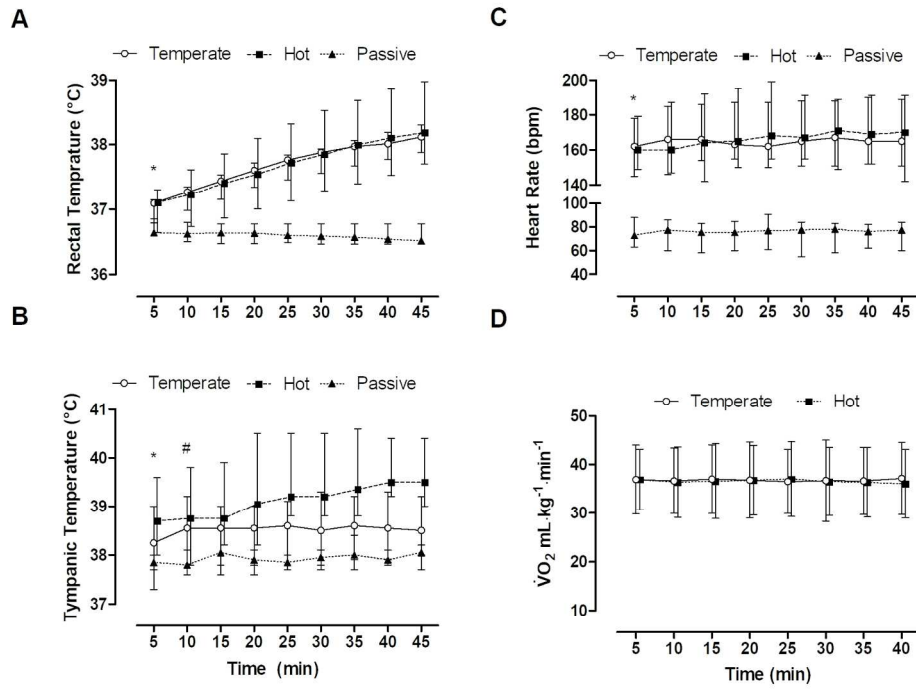 A
Temperate Hot Passive
Rectal Temprature (°C)
39
38
37
36
*
5 10 15 20 25 30 35 40 45
B
Temperate Hot Passive
Tympanic Temperature (°C)
41
40
39
38
37
* #
5 10 15 20 25 30 35 40 45
Time (min)
C
Temperate Hot Passive
Heart Rate (bpm)
200
180
160
140
80
60
40
*
5 10 15 20 25 30 35 40 45
D
Temperate Hot
V̇O₂ mL·kg⁻¹·min⁻¹
50
40
30
20
10
5 10 15 20 25 30 35 40
Time (min)